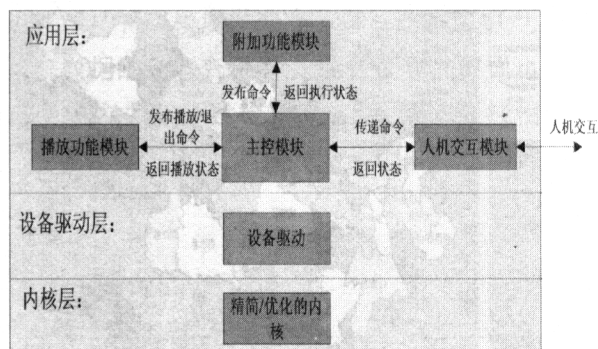 应用层:
附加功能模块
发布命令 返回执行状态
发布播放/退
出命令
传递命令
人机交互
播放功能模块
主控模块
人机交互模块
返回播放状态
返回状态
设备驱动层:
设备驱动
内核层:
精简/优化的内
核